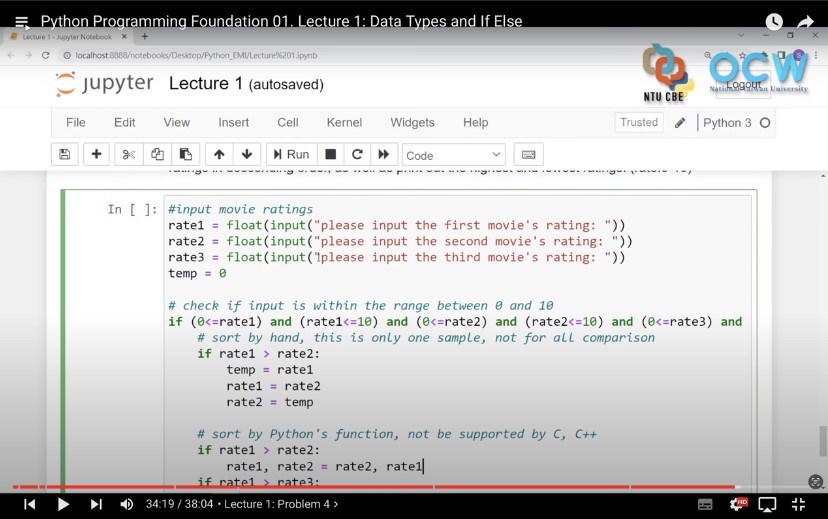 Python Programming Foundation 01. Lecture 1: Data Types and If Else
Lecture 1 - Jupyter Notebook
localhost:8888/notebooks/Desktop/Python_EMI/Lecture%201.ipynb
jupyter Lecture 1 (autosaved)
NTU CBE
OCW
National Taiwan University
Logout
File Edit View Insert Cell Kernel Widgets Help
Trusted Python 3
Run Code
ratings in descending order, as well as print out the highest and lowest ratings.
In [ ]: #input movie ratings
rate1 = float(input("please input the first movie's rating: "))
rate2 = float(input("please input the second movie's rating: "))
rate3 = float(input("please input the third movie's rating: "))
temp = 0
# check if input is within the range between 0 and 10
if (0<=rate1) and (rate1<=10) and (0<=rate2) and (rate2<=10) and (0<=rate3) and
# sort by hand, this is only one sample, not for all comparison
if rate1 > rate2:
temp = rate1
rate1 = rate2
rate2 = temp
# sort by Python's function, not be supported by C, C++
if rate1 > rate2:
rate1, rate2 = rate2, rate1
if rate1 > rate3:
34:19 / 38:04 • Lecture 1: Problem 4 >
HD